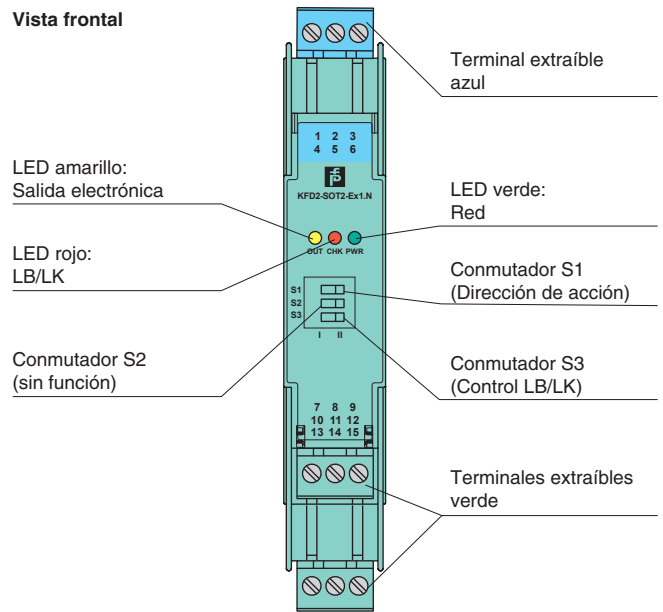 Vista frontal
Terminal extraíble
azul
1 2 3
4 5 6
KFD2-SOT2-Ex1.N
LED amarillo:
Salida electrónica
LED verde:
Red
OUT CHK PWR
LED rojo:
LB/LK
Conmutador S1
(Dirección de acción)
S1
S2
S3
I II
Conmutador S2
(sin función)
Conmutador S3
(Control LB/LK)
7 8 9
10 11 12
13 14 15
Terminales extraíbles
verde